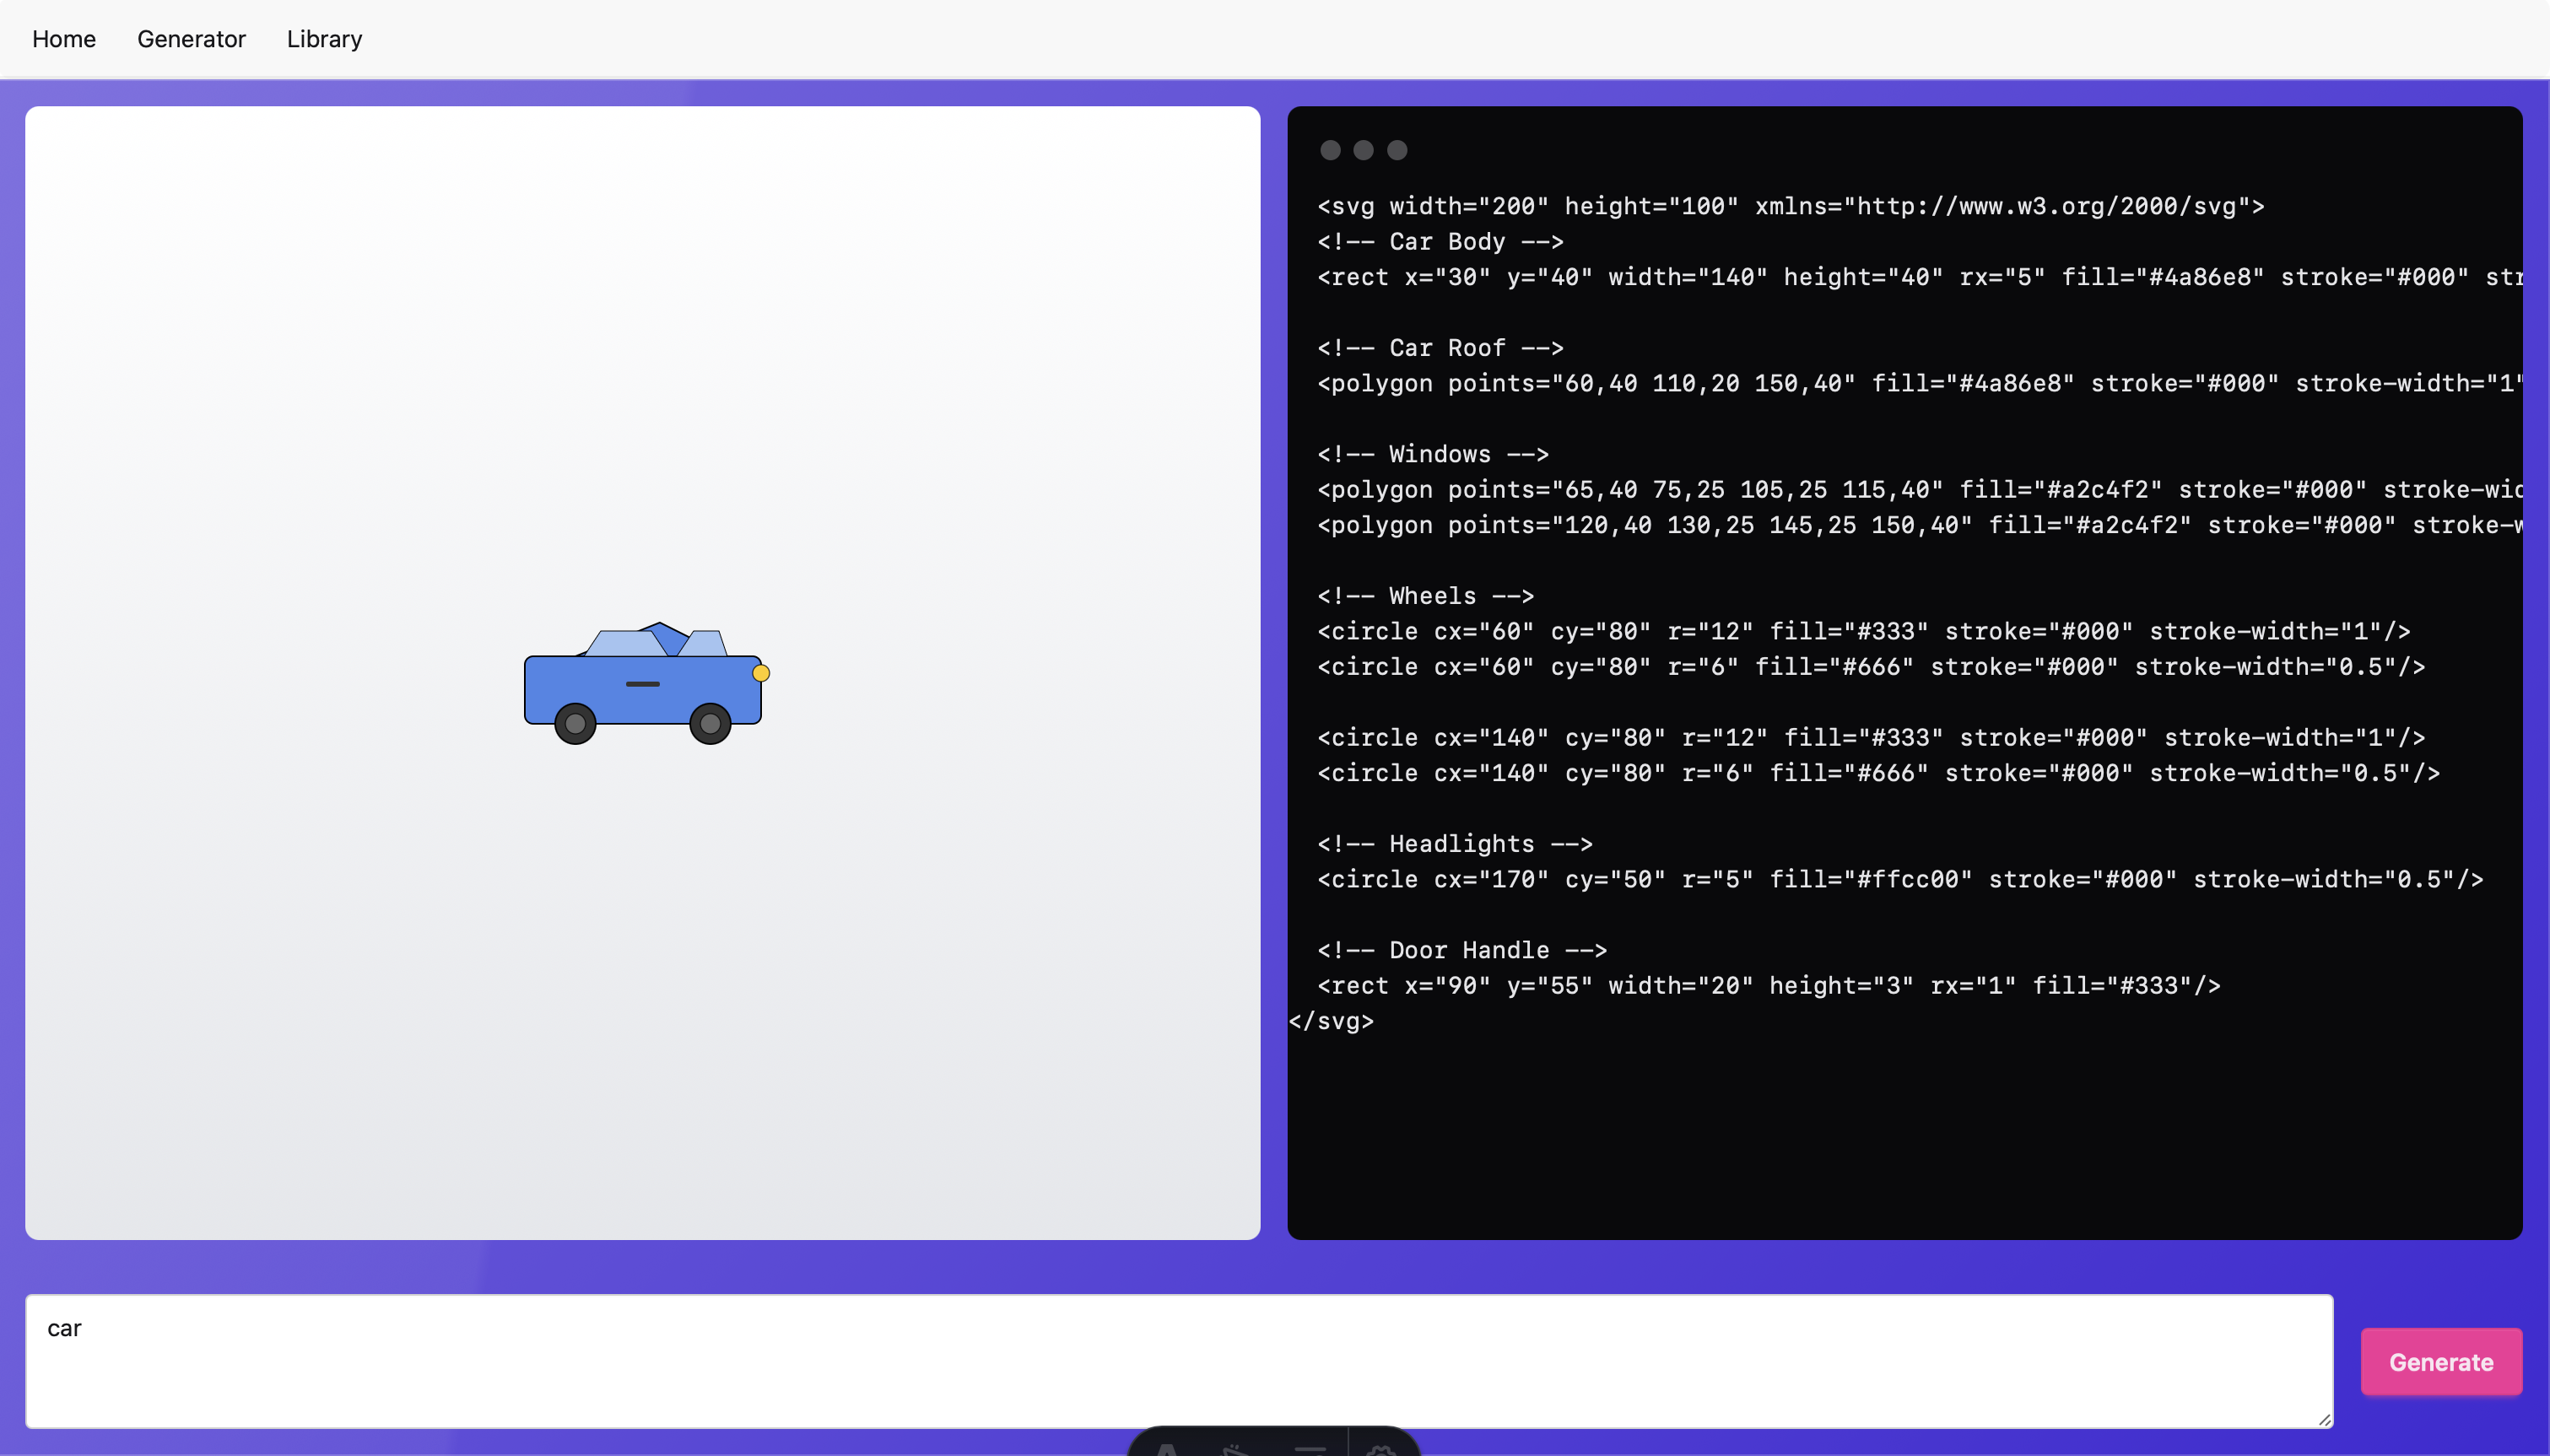 Home Generator Library
<svg width="200" height="100" xmlns="http://www.w3.org/2000/svg">
<!-- Car Body -->
<rect x="30" y="40" width="140" height="40" rx="5" fill="#4a86e8" stroke="#000" str
<!-- Car Roof -->
<polygon points="60,40 110,20 150,40" fill="#4a86e8" stroke="#000" stroke-width="1"
<!-- Windows -->
<polygon points="65,40 75,25 105,25 115,40" fill="#a2c4f2" stroke="#000" stroke-wid
<polygon points="120,40 130,25 145,25 150,40" fill="#a2c4f2" stroke="#000" stroke-w
<!-- Wheels -->
<circle cx="60" cy="80" r="12" fill="#333" stroke="#000" stroke-width="1"/>
<circle cx="60" cy="80" r="6" fill="#666" stroke="#000" stroke-width="0.5"/>
<circle cx="140" cy="80" r="12" fill="#333" stroke="#000" stroke-width="1"/>
<circle cx="140" cy="80" r="6" fill="#666" stroke="#000" stroke-width="0.5"/>
<!-- Headlights -->
<circle cx="170" cy="50" r="5" fill="#ffcc00" stroke="#000" stroke-width="0.5"/>
<!-- Door Handle -->
<rect x="90" y="55" width="20" height="3" rx="1" fill="#333"/>
</svg>
car
Generate